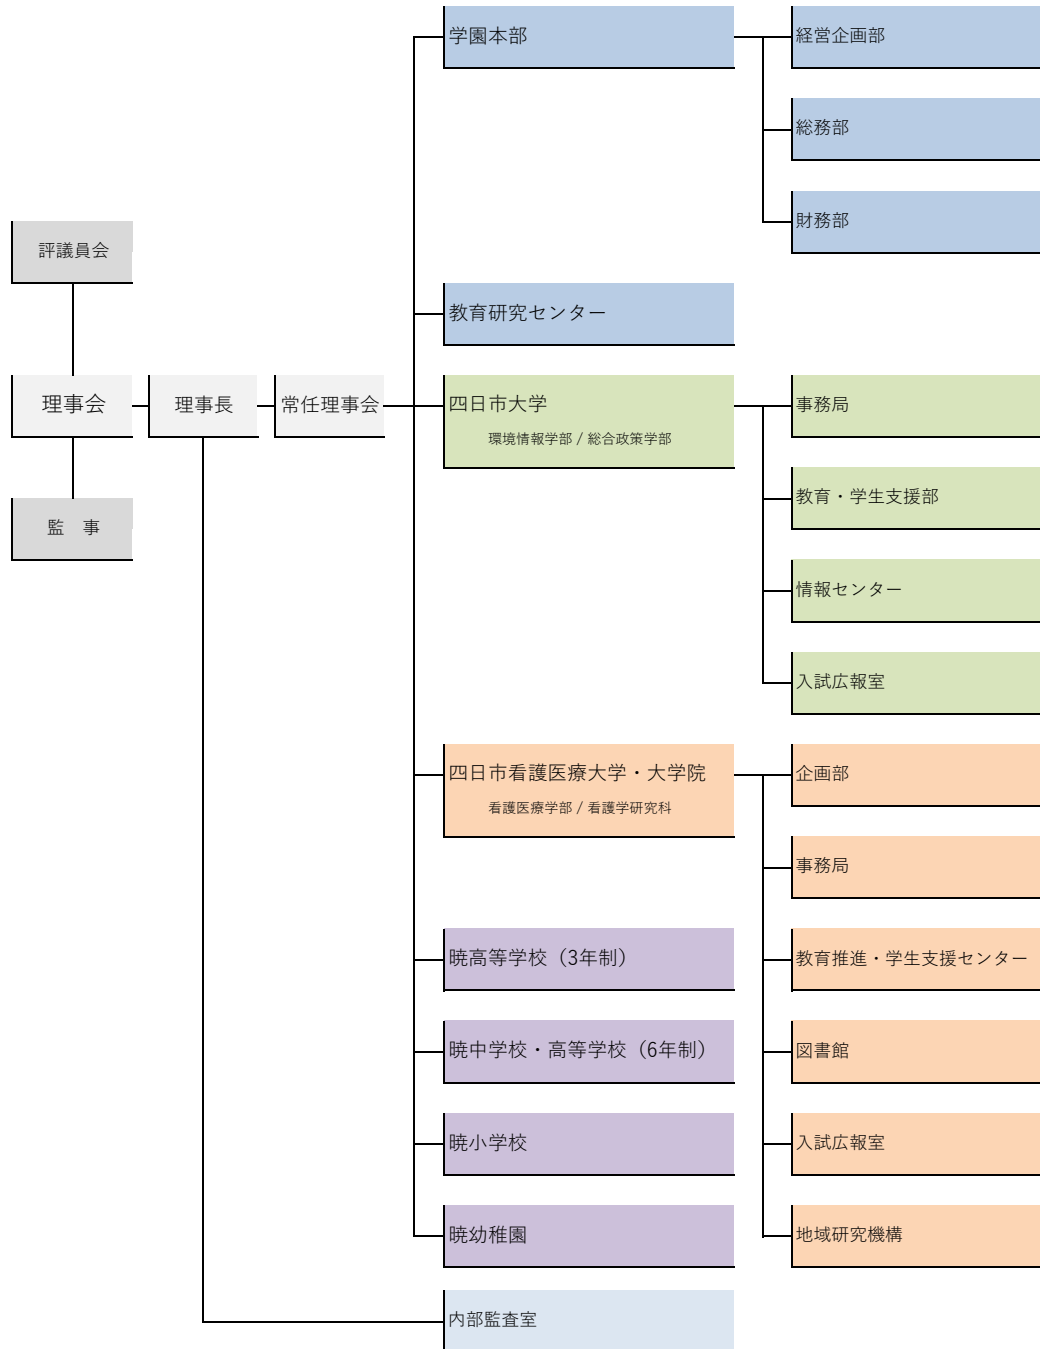 評議員会
理事会
監　事
理事長
常任理事会
学園本部
経営企画部
総務部
財務部
教育研究センター
四日市大学
環境情報学部 / 総合政策学部
事務局
教育・学生支援部
情報センター
入試広報室
四日市看護医療大学・大学院
看護医療学部 / 看護学研究科
企画部
事務局
教育推進・学生支援センター
図書館
入試広報室
地域研究機構
暁高等学校（3年制）
暁中学校・高等学校（6年制）
暁小学校
暁幼稚園
内部監査室